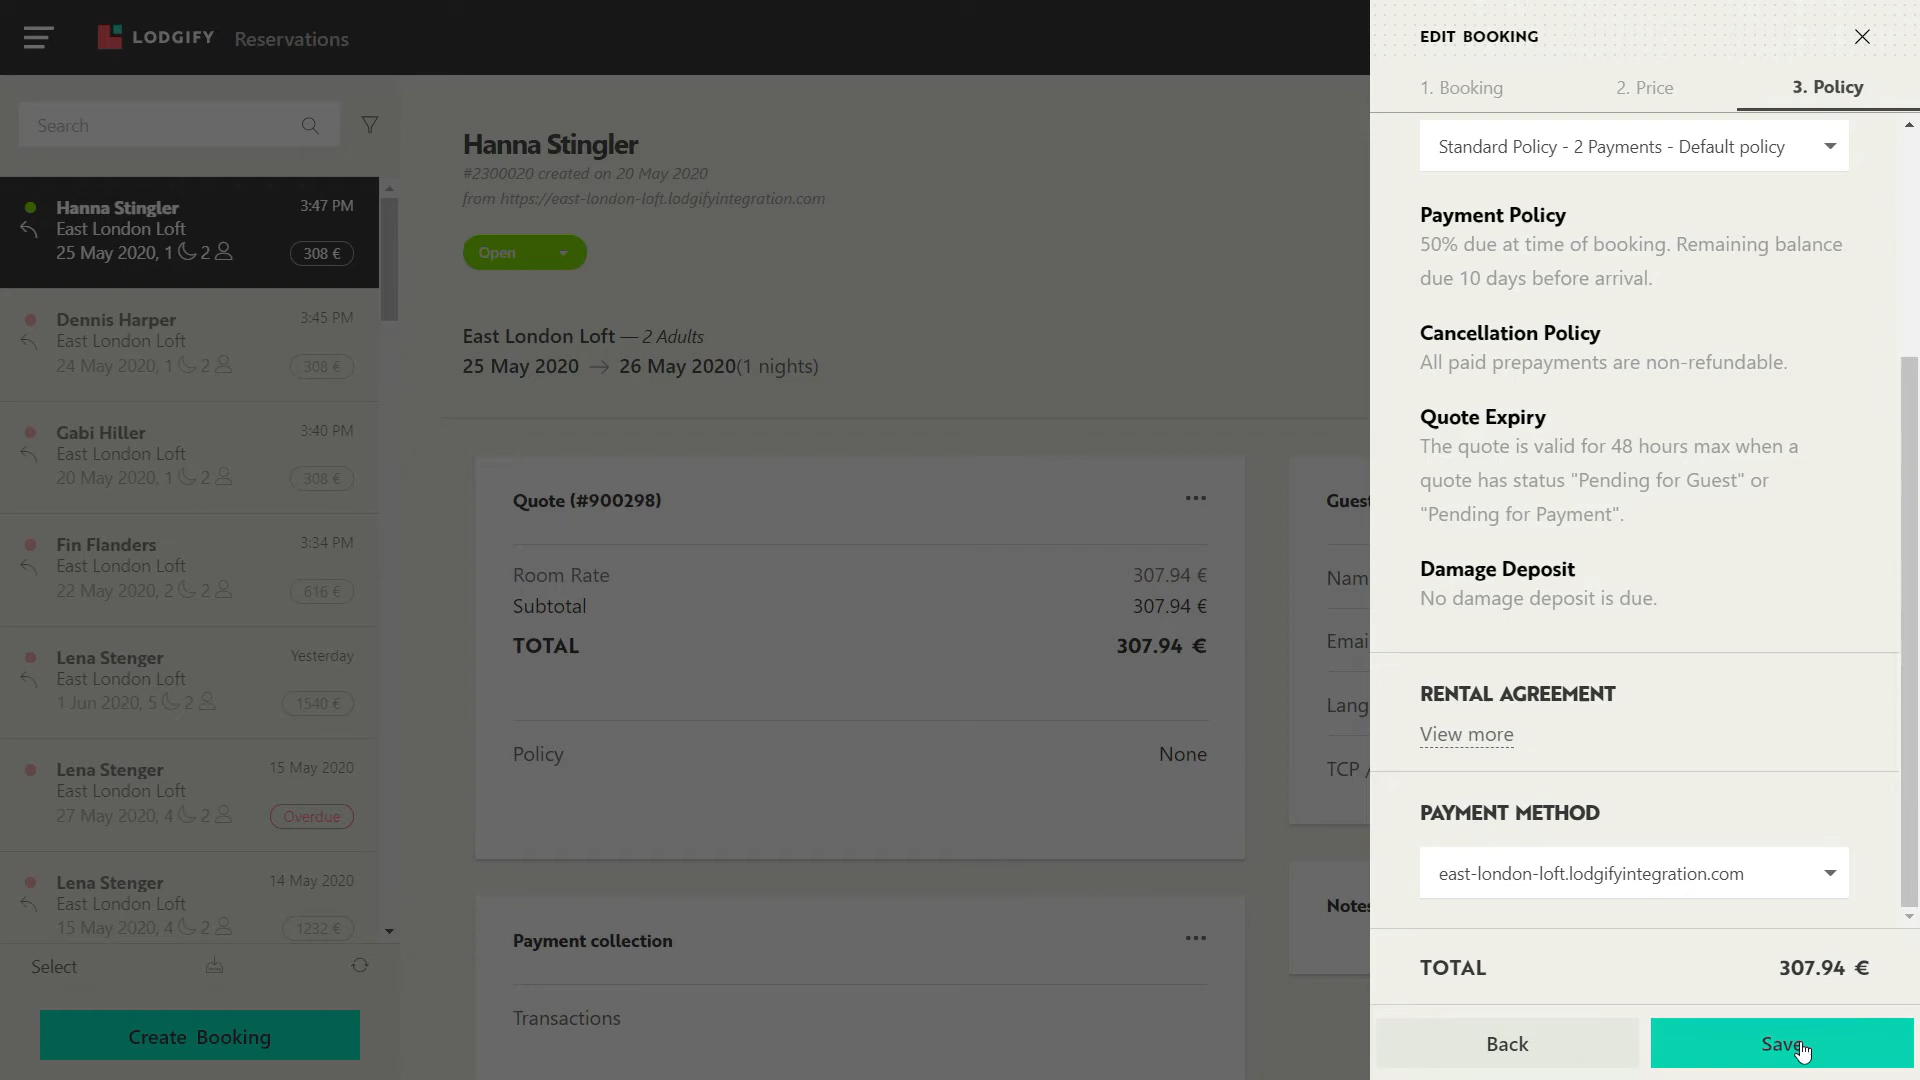 LODGIFY Reservations
Search
Hanna Stingler 3:47 PM
East London Loft
25 May 2020, 1 2 308 €
Dennis Harper 3:45 PM
East London Loft
24 May 2020, 1 2 308 €
Gabi Hiller 3:40 PM
East London Loft
20 May 2020, 1 2 308 €
Fin Flanders 3:34 PM
East London Loft
22 May 2020, 2 2 616 €
Lena Stenger Yesterday
East London Loft
1 Jun 2020, 5 2 1540 €
Lena Stenger 15 May 2020
East London Loft
27 May 2020, 4 2 Overdue
Lena Stenger 14 May 2020
East London Loft
15 May 2020, 4 2 1232 €
Select
Create Booking
Hanna Stingler
#2300020 created on 20 May 2020
from https://east-london-loft.lodgifyintegration.com
Open
East London Loft — 2 Adults
25 May 2020 → 26 May 2020(1 nights)
Quote (#900298) ...
Room Rate 307.94 €
Subtotal 307.94 €
TOTAL 307.94 €
Policy None
Payment collection ...
Transactions
Guest
Nam
Emai
Lang
TCP /
Notes
EDIT BOOKING
1. Booking 2. Price 3. Policy
Standard Policy - 2 Payments - Default policy
Payment Policy
50% due at time of booking. Remaining balance
due 10 days before arrival.
Cancellation Policy
All paid prepayments are non-refundable.
Quote Expiry
The quote is valid for 48 hours max when a
quote has status "Pending for Guest" or
"Pending for Payment".
Damage Deposit
No damage deposit is due.
RENTAL AGREEMENT
View more
PAYMENT METHOD
east-london-loft.lodgifyintegration.com
TOTAL 307.94 €
Back Save